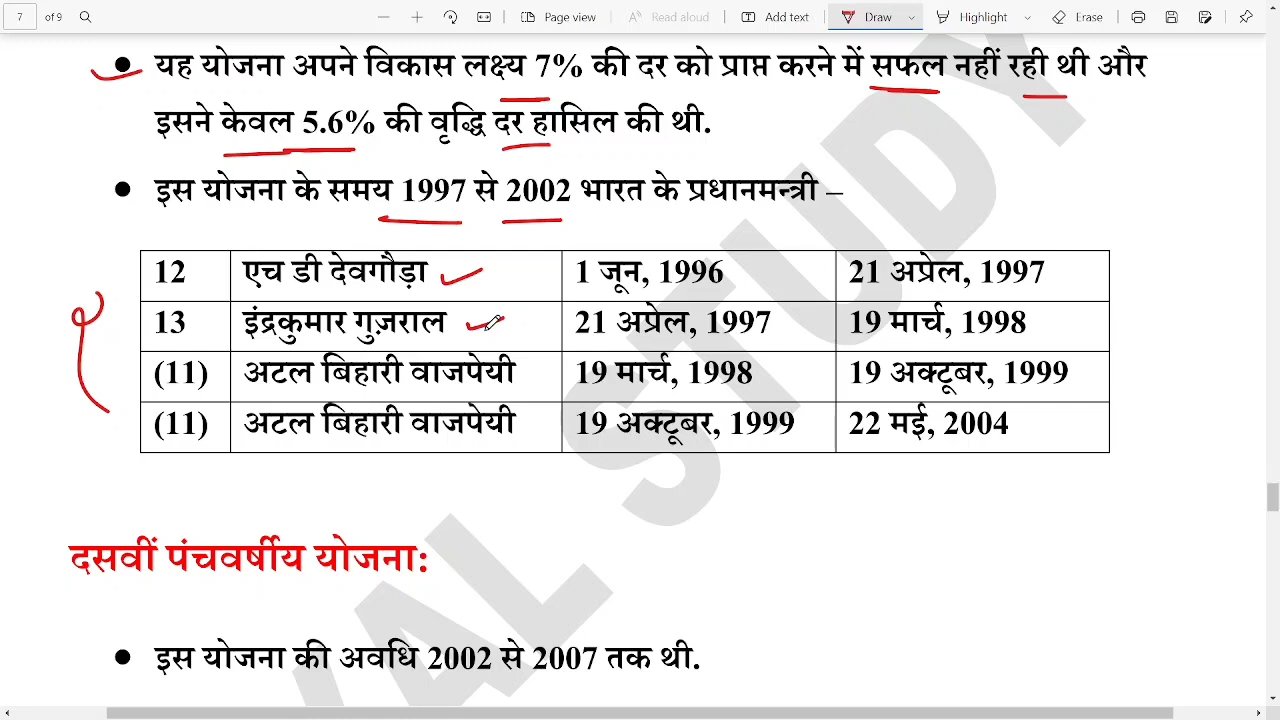 7 of 9 Page view Read aloud Add text Draw Highlight Erase
• यह योजना अपने विकास लक्ष्य 7% की दर को प्राप्त करने में सफल नहीं रही थी और
इसने केवल 5.6% की वृद्धि दर हासिल की थी.
• इस योजना के समय 1997 से 2002 भारत के प्रधानमन्त्री –
12 एच डी देवगौड़ा 1 जून, 1996 21 अप्रेल, 1997
13 इंद्रकुमार गुज़राल 21 अप्रेल, 1997 19 मार्च, 1998
(11) अटल बिहारी वाजपेयी 19 मार्च, 1998 19 अक्टूबर, 1999
(11) अटल बिहारी वाजपेयी 19 अक्टूबर, 1999 22 मई, 2004
दसवीं पंचवर्षीय योजना:
• इस योजना की अवधि 2002 से 2007 तक थी.